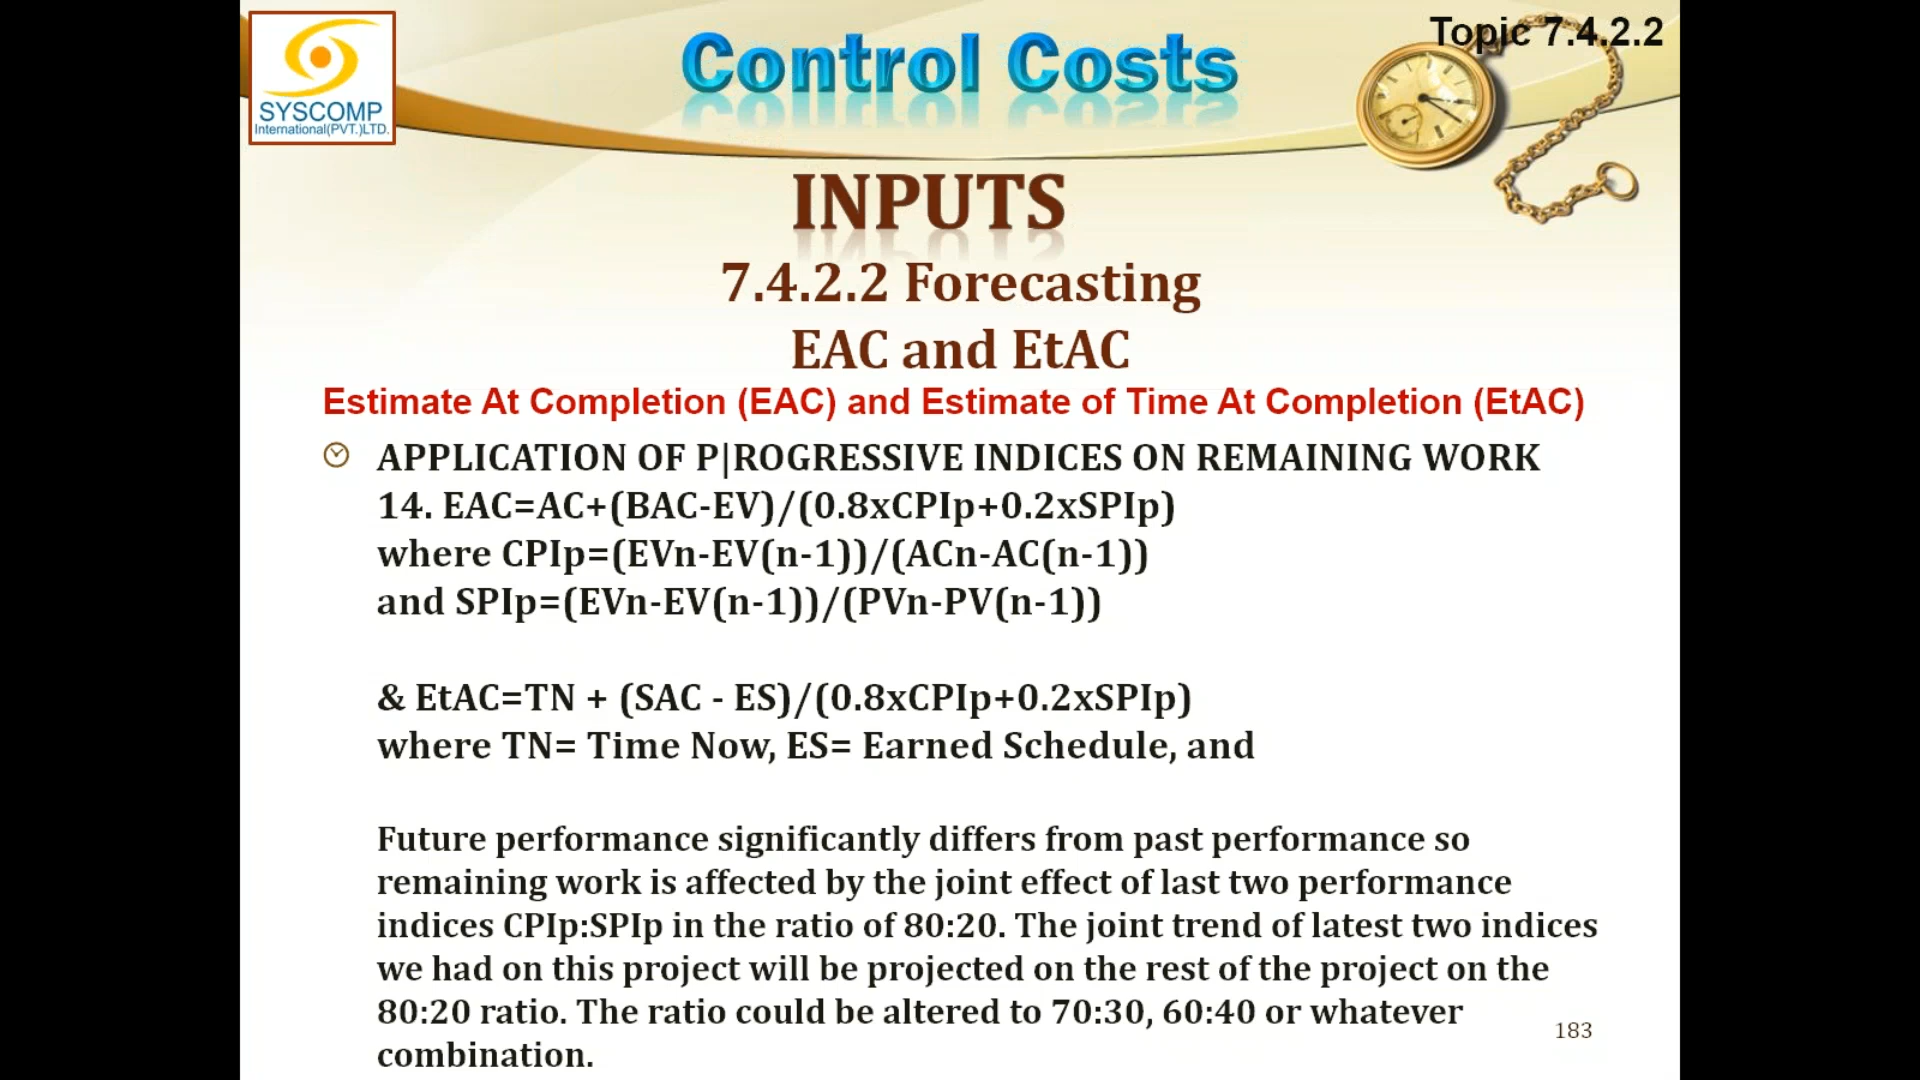 SYSCOMP
International(PVT.)LTD.
Control Costs
Topic 7.4.2.2
INPUTS
7.4.2.2 Forecasting
EAC and EtAC
Estimate At Completion (EAC) and Estimate of Time At Completion (EtAC)
APPLICATION OF P|ROGRESSIVE INDICES ON REMAINING WORK
14. EAC=AC+(BAC-EV)/(0.8xCPIp+0.2xSPIp)
where CPIp=(EVn-EV(n-1))/(ACn-AC(n-1))
and SPIp=(EVn-EV(n-1))/(PVn-PV(n-1))
& EtAC=TN + (SAC - ES)/(0.8xCPIp+0.2xSPIp)
where TN= Time Now, ES= Earned Schedule, and
Future performance significantly differs from past performance so
remaining work is affected by the joint effect of last two performance
indices CPIp:SPIp in the ratio of 80:20. The joint trend of latest two indices
we had on this project will be projected on the rest of the project on the
80:20 ratio. The ratio could be altered to 70:30, 60:40 or whatever
combination.
183